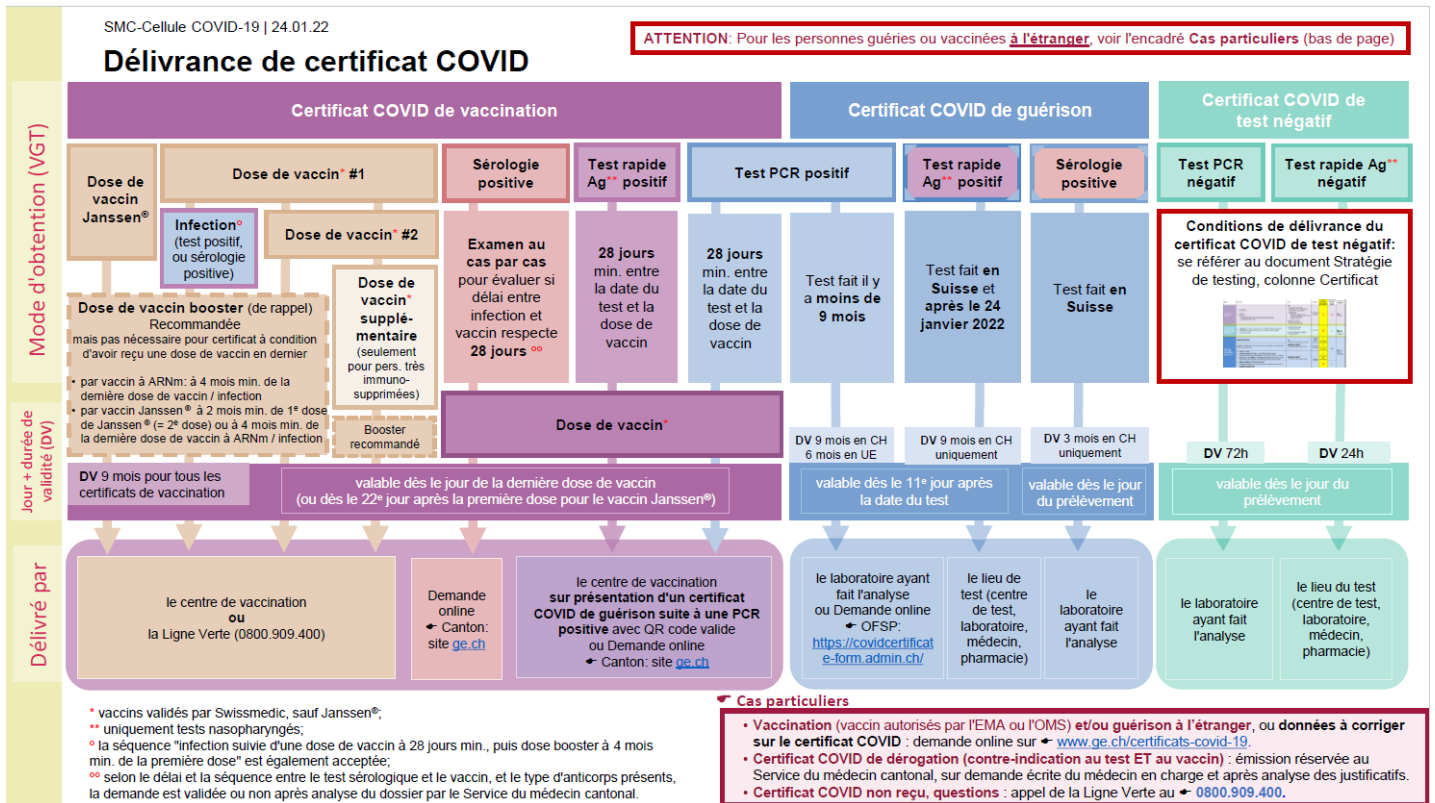 SMC-Cellule COVID-19 | 24.01.22
Délivrance de certificat COVID
ATTENTION: Pour les personnes guéries ou vaccinées à l'étranger, voir l'encadré Cas particuliers (bas de page)
Mode d'obtention (VGT)
Certificat COVID de vaccination
Certificat COVID de guérison
Certificat COVID de
test négatif
Dose de
vaccin
Janssen®
Dose de vaccin* #1
Sérologie
positive
Test rapide
Ag** positif
Test PCR positif
Test rapide
Ag** positif
Sérologie
positive
Test PCR
négatif
Test rapide Ag**
négatif
Infection°
(test positif,
ou sérologie
positive)
Dose de vaccin* #2
Dose de
vaccin*
supplé-
mentaire
(seulement
pour pers. très
immuno-
supprimées)
Dose de vaccin booster (de rappel)
Recommandée
mais pas nécessaire pour certificat à condition
d'avoir reçu une dose de vaccin en dernier
• par vaccin à ARNm: à 4 mois min. de la
dernière dose de vaccin / infection
• par vaccin Janssen® à 2 mois min. de 1e dose
de Janssen® (= 2e dose) ou à 4 mois min. de
la dernière dose de vaccin à ARNm / infection
Booster
recommandé
Examen au
cas par cas
pour évaluer si
délai entre
infection et
vaccin respecte
28 jours °°
28 jours
min. entre
la date du
test et la
dose de
vaccin
28 jours
min. entre
la date du
test et la
dose de
vaccin
Dose de vaccin*
Test fait il y
a moins de
9 mois
Test fait en
Suisse et
après le 24
janvier 2022
Test fait en
Suisse
Conditions de délivrance du
certificat COVID de test négatif:
se référer au document Stratégie
de testing, colonne Certificat
Jour + durée de
validité (DV)
DV 9 mois en CH
6 mois en UE
DV 9 mois en CH
uniquement
DV 3 mois en CH
uniquement
DV 72h
DV 24h
DV 9 mois pour tous les
certificats de vaccination
valable dès le jour de la dernière dose de vaccin
(ou dès le 22e jour après la première dose pour le vaccin Janssen®)
valable dès le 11e jour après
la date du test
valable dès le jour
du prélèvement
valable dès le jour du
prélèvement
Délivré par
le centre de vaccination
ou
la Ligne Verte (0800.909.400)
Demande
online
☛ Canton:
site ge.ch
le centre de vaccination
sur présentation d'un certificat
COVID de guérison suite à une PCR
positive avec QR code valide
ou Demande online
☛ Canton: site ge.ch
le laboratoire ayant
fait l'analyse
ou Demande online
☛ OFSP:
https://covidcertificat
e-form.admin.ch/
le lieu de
test (centre
de test,
laboratoire,
médecin,
pharmacie)
le
laboratoire
ayant fait
l'analyse
le laboratoire
ayant fait
l'analyse
le lieu du test
(centre de test,
laboratoire,
médecin,
pharmacie)
* vaccins validés par Swissmedic, sauf Janssen®;
** uniquement tests nasopharyngés;
° la séquence "infection suivie d'une dose de vaccin à 28 jours min., puis dose booster à 4 mois
min. de la première dose" est également acceptée;
°° selon le délai et la séquence entre le test sérologique et le vaccin, et le type d'anticorps présents,
la demande est validée ou non après analyse du dossier par le Service du médecin cantonal.
☛ Cas particuliers
• Vaccination (vaccin autorisés par l'EMA ou l'OMS) et/ou guérison à l'étranger, ou données à corriger
sur le certificat COVID : demande online sur ☛ www.ge.ch/certificats-covid-19.
• Certificat COVID de dérogation (contre-indication au test ET au vaccin) : émission réservée au
Service du médecin cantonal, sur demande écrite du médecin en charge et après analyse des justificatifs.
• Certificat COVID non reçu, questions : appel de la Ligne Verte au ☛ 0800.909.400.